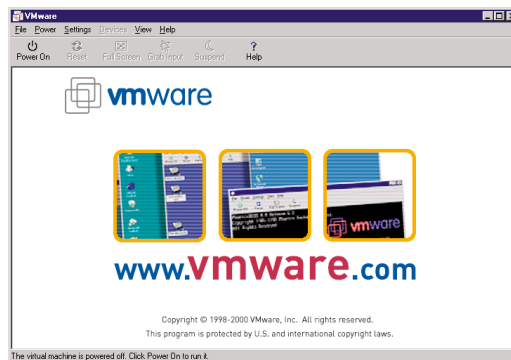 VMware
File Power Settings Devices View Help
Power On Reset Full Screen Grab Input Suspend Help
vmware
vmware
www.vmware.com
Copyright © 1998-2000 VMware, Inc. All rights reserved.
This program is protected by U.S. and international copyright laws.
The virtual machine is powered off. Click Power On to run it.